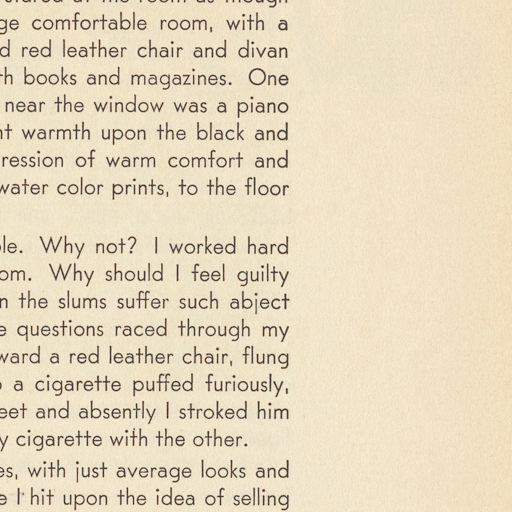 stared at the room as though
ge comfortable room, with a
d red leather chair and divan
th books and magazines. One
near the window was a piano
nt warmth upon the black and
ression of warm comfort and
water color prints, to the floor
ole. Why not? I worked hard
om. Why should I feel guilty
n the slums suffer such abject
e questions raced through my
ward a red leather chair, flung
o a cigarette puffed furiously,
eet and absently I stroked him
y cigarette with the other.
es, with just average looks and
e I hit upon the idea of selling